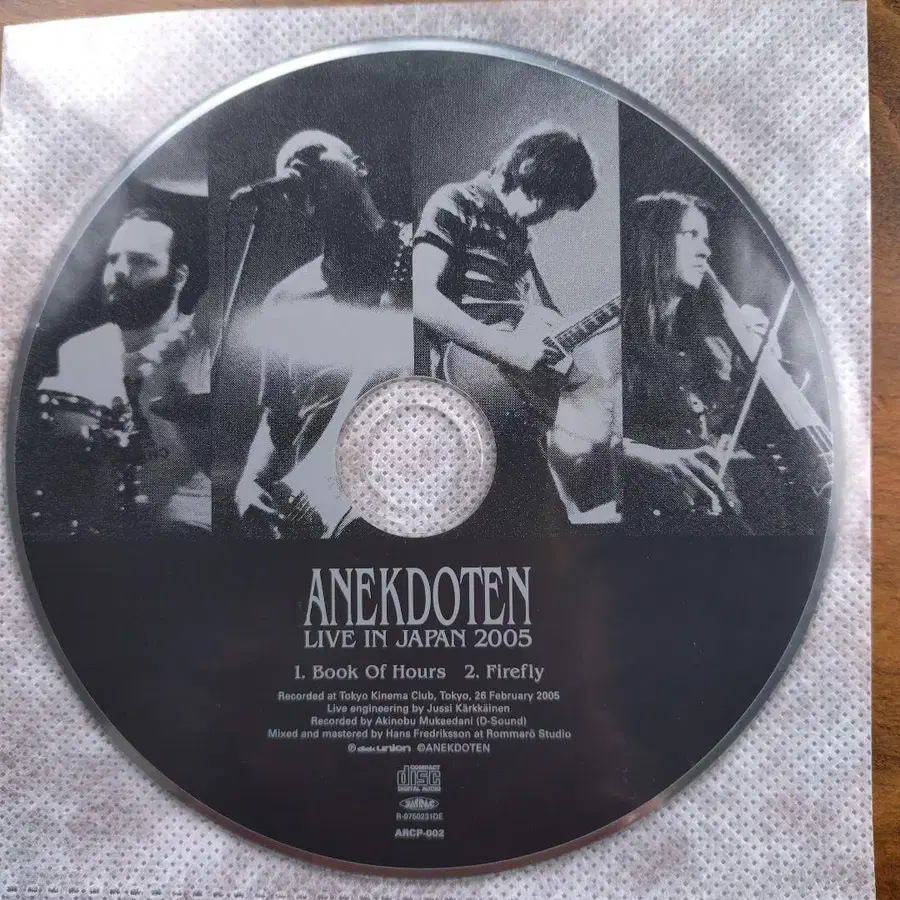 ANEKDOTEN
LIVE IN JAPAN 2005
1. Book Of Hours 2. Firefly
Recorded at Tokyo Kinema Club, Tokyo, 26 February 2005
Live engineering by Jussi Kärkkäinen
Recorded by Akinobu Mukaedani (D-Sound)
Mixed and mastered by Hans Fredriksson at Rommarö Studio
℗ disk union ©ANEKDOTEN
COMPACT
disc
DIGITAL AUDIO
JASRAC
R-0750231DE
ARCP-002